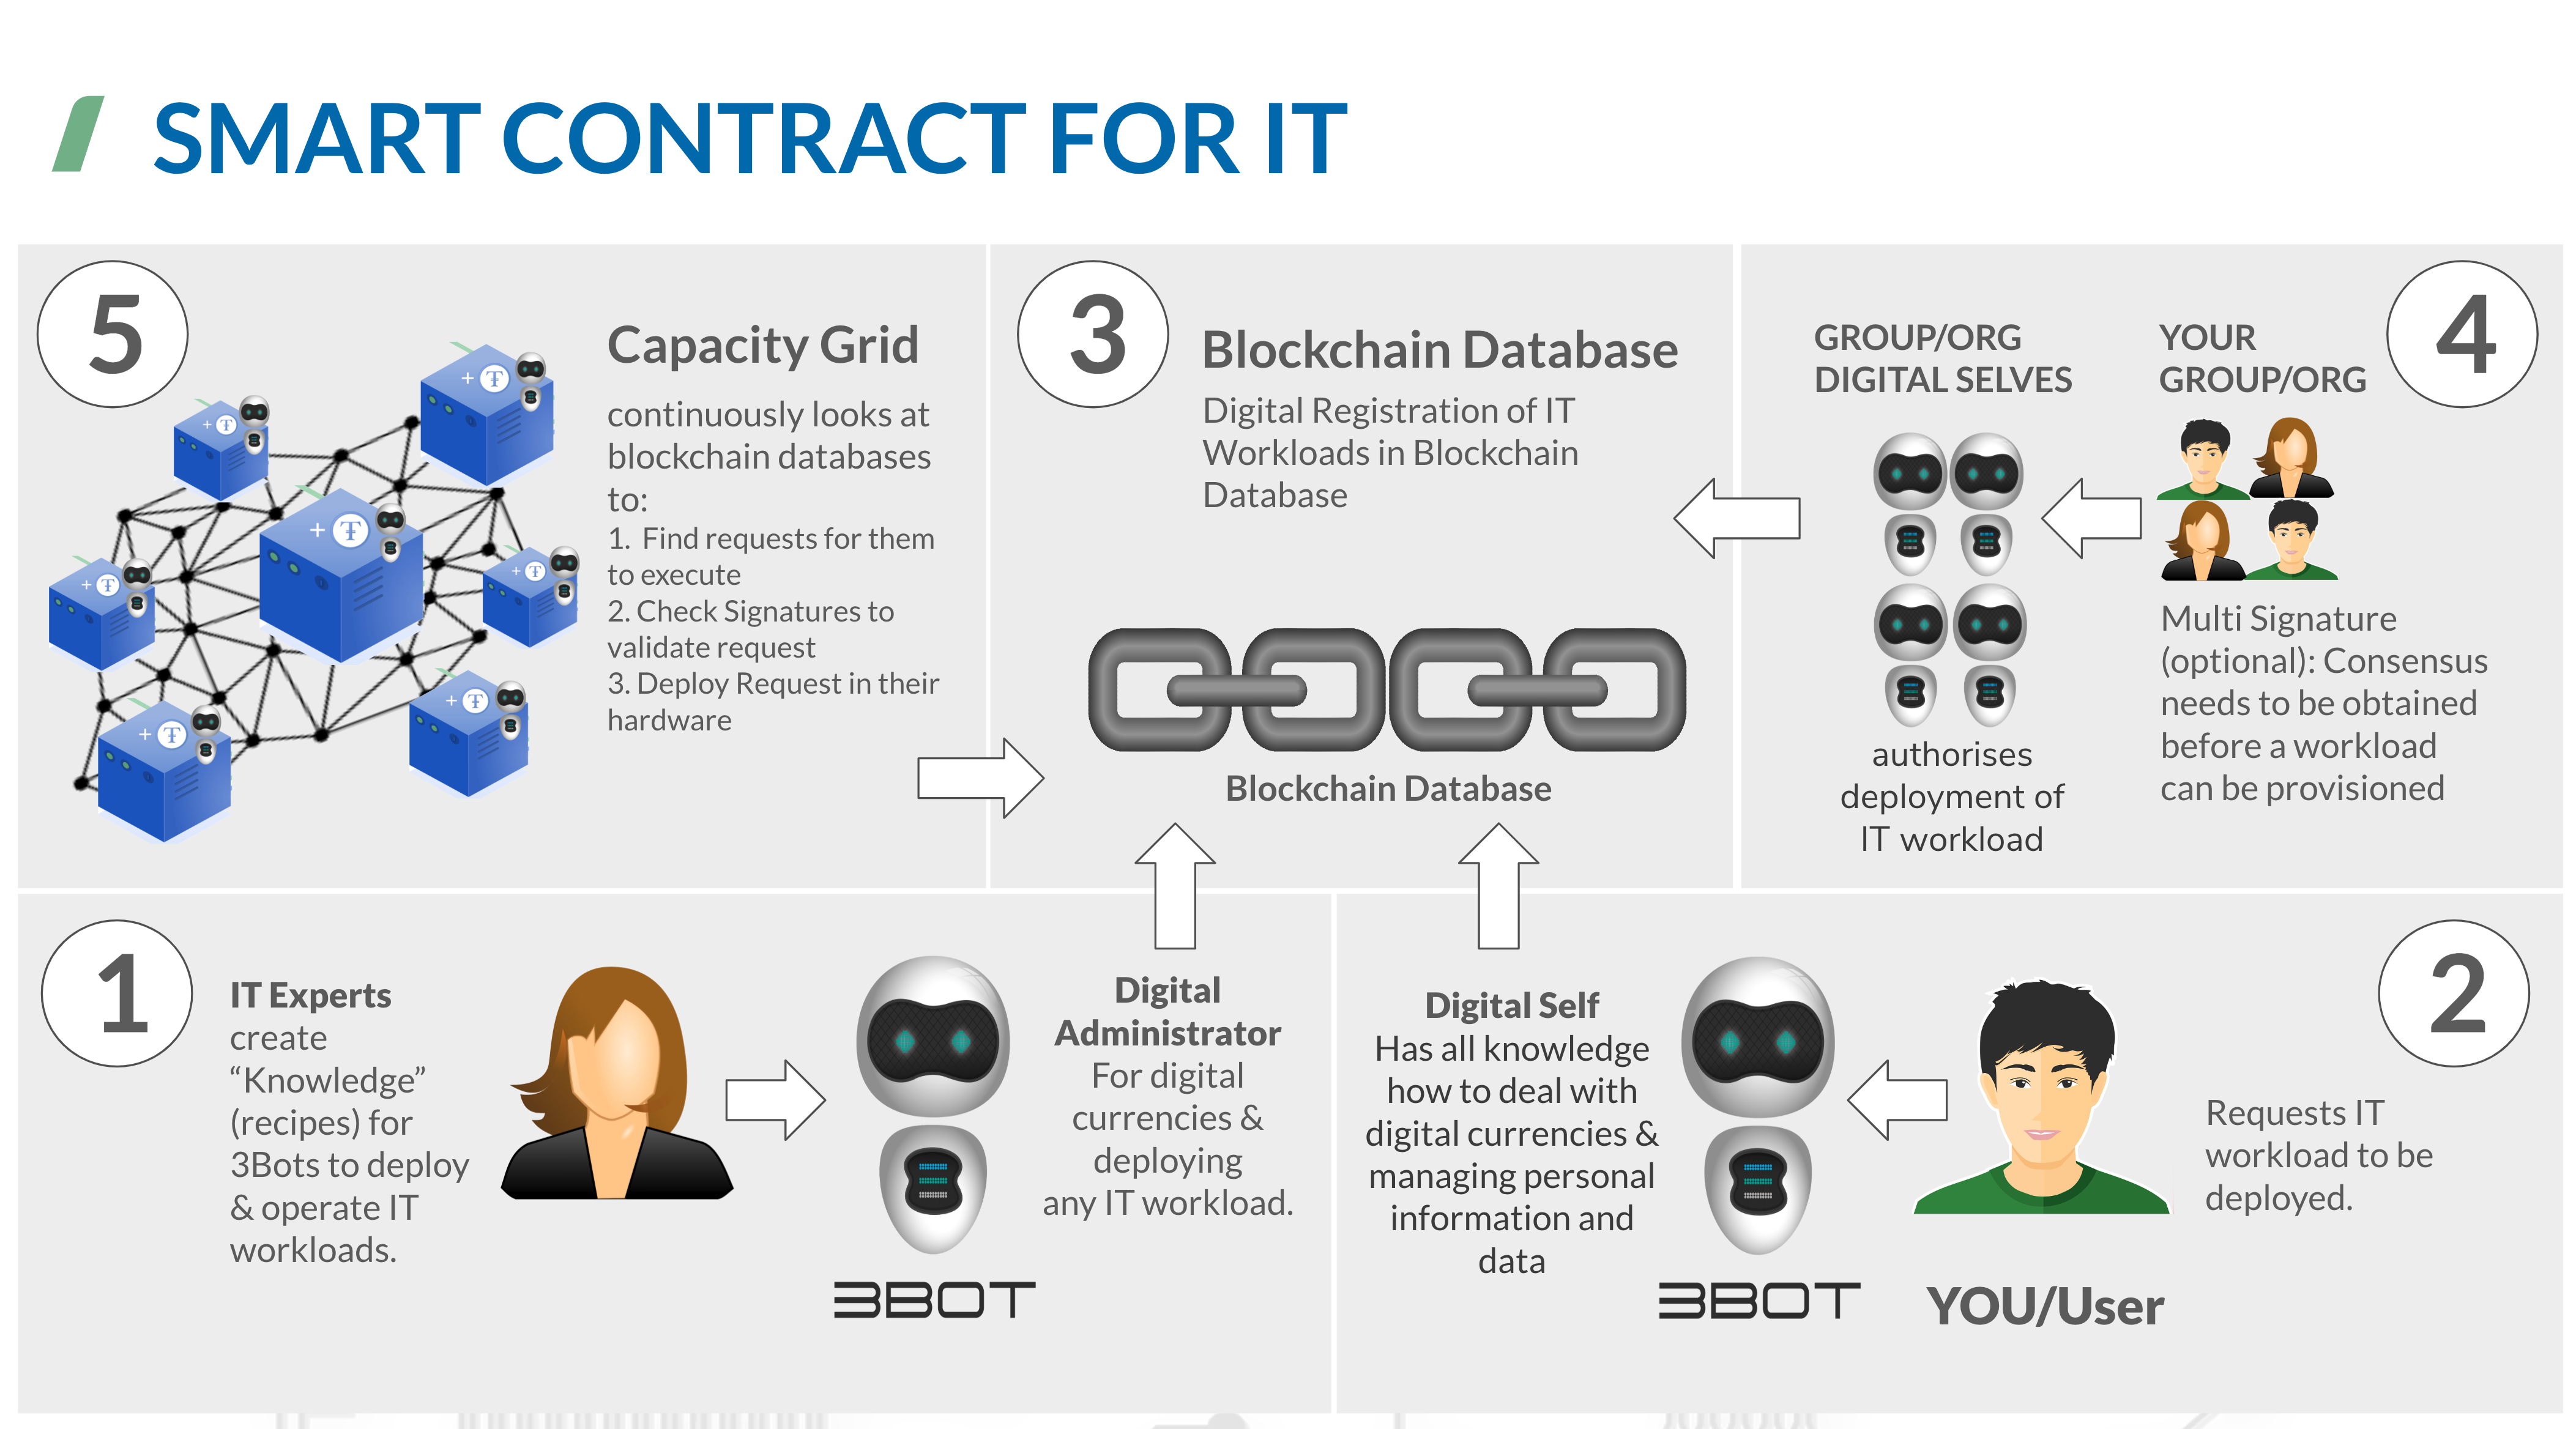 SMART CONTRACT FOR IT
5
Capacity Grid
continuously looks at
blockchain databases
to:
1. Find requests for them
to execute
2. Check Signatures to
validate request
3. Deploy Request in their
hardware
3
Blockchain Database
Digital Registration of IT
Workloads in Blockchain
Database
Blockchain Database
GROUP/ORG
DIGITAL SELVES
authorises
deployment of
IT workload
YOUR
GROUP/ORG
4
Multi Signature
(optional): Consensus
needs to be obtained
before a workload
can be provisioned
1
IT Experts
create
“Knowledge”
(recipes) for
3Bots to deploy
& operate IT
workloads.
3BOT
Digital
Administrator
For digital
currencies &
deploying
any IT workload.
Digital Self
Has all knowledge
how to deal with
digital currencies &
managing personal
information and
data
3BOT
YOU/User
2
Requests IT
workload to be
deployed.